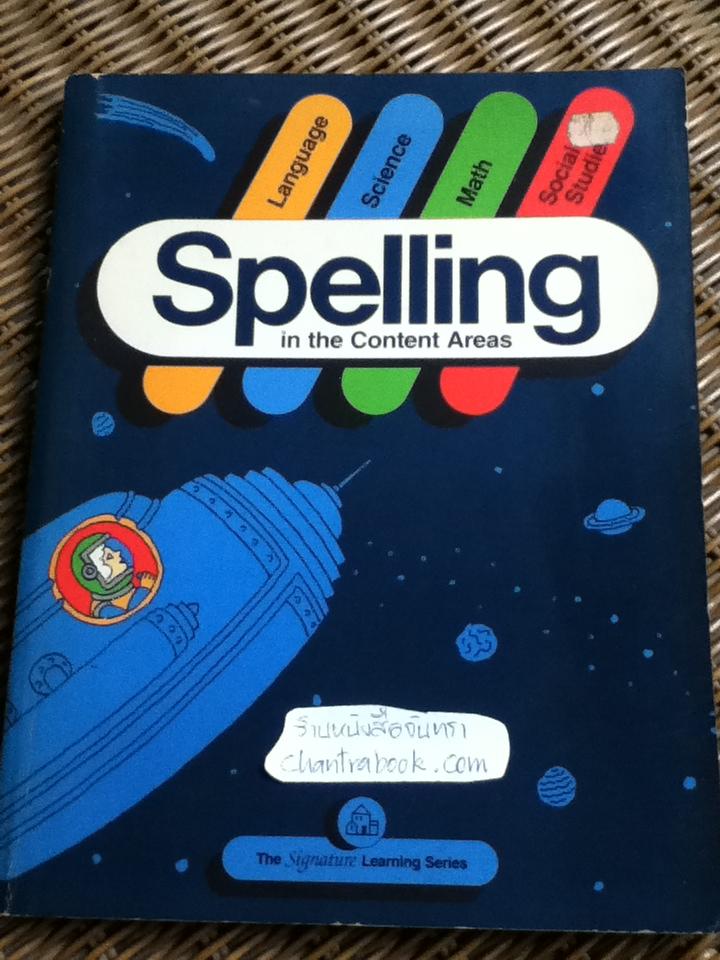 Language
Science
Math
Social
Studies
Spelling
in the Content Areas
ร้านหนังสือจันทรา
chantrabook.com
The Signature Learning Series